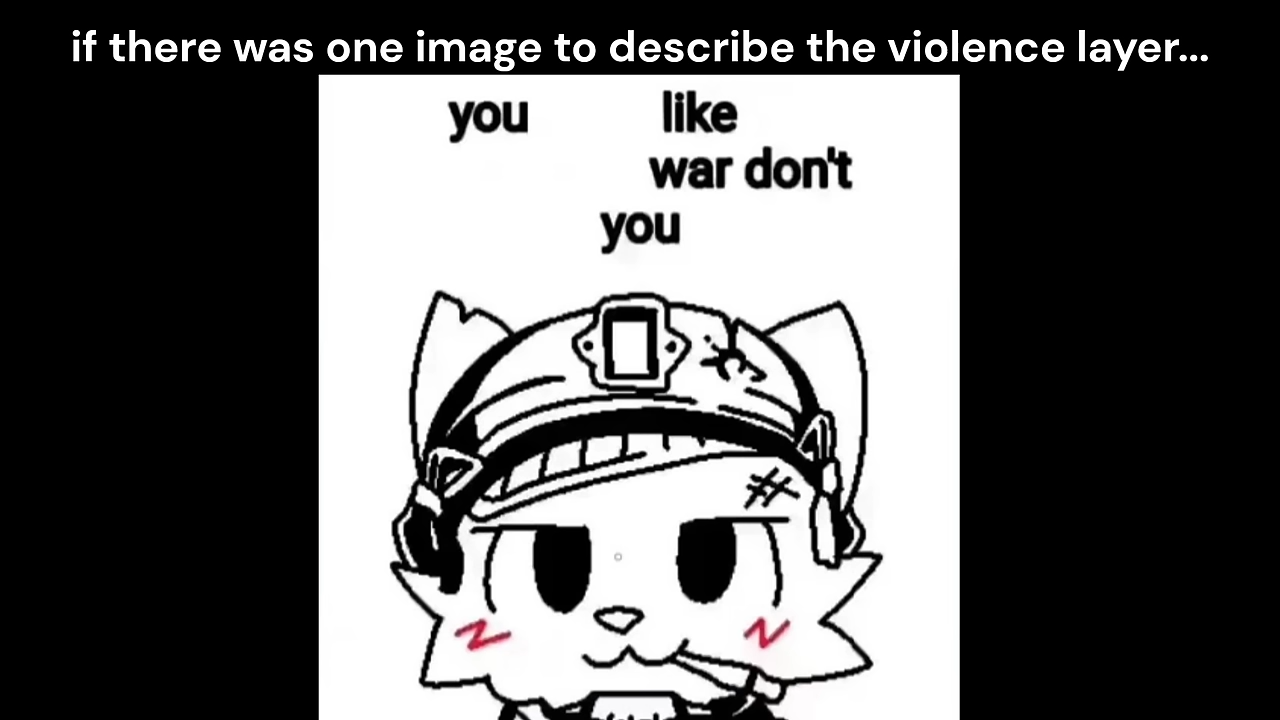 if there was one image to describe the violence layer...
you like
war don't
you